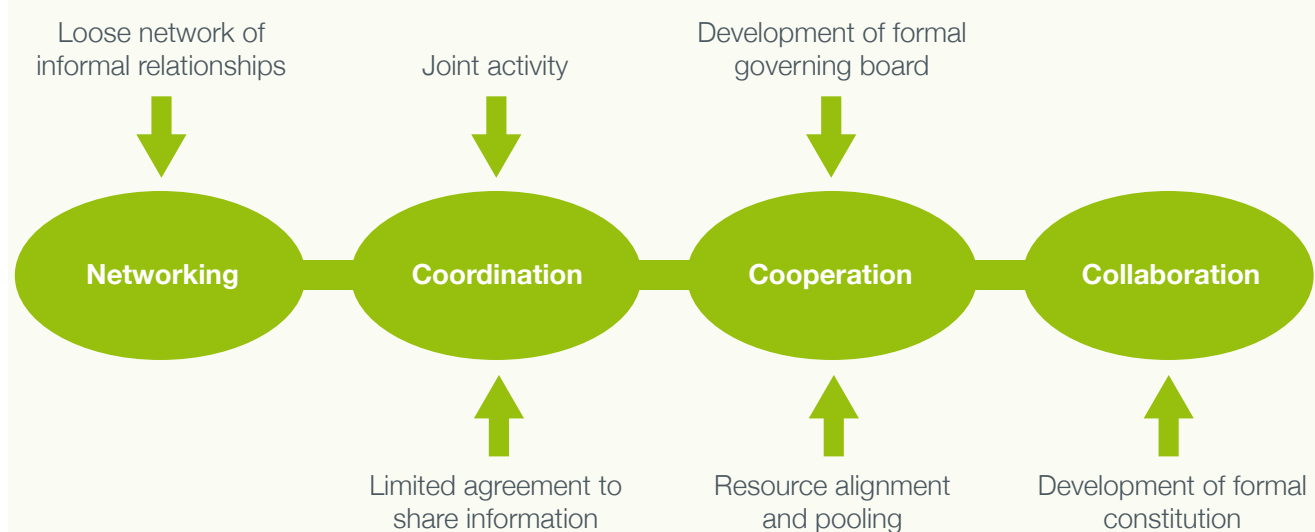 Loose network of
informal relationships
Joint activity
Development of formal
governing board
Networking
Coordination
Cooperation
Collaboration
Limited agreement to
share information
Resource alignment
and pooling
Development of formal
constitution